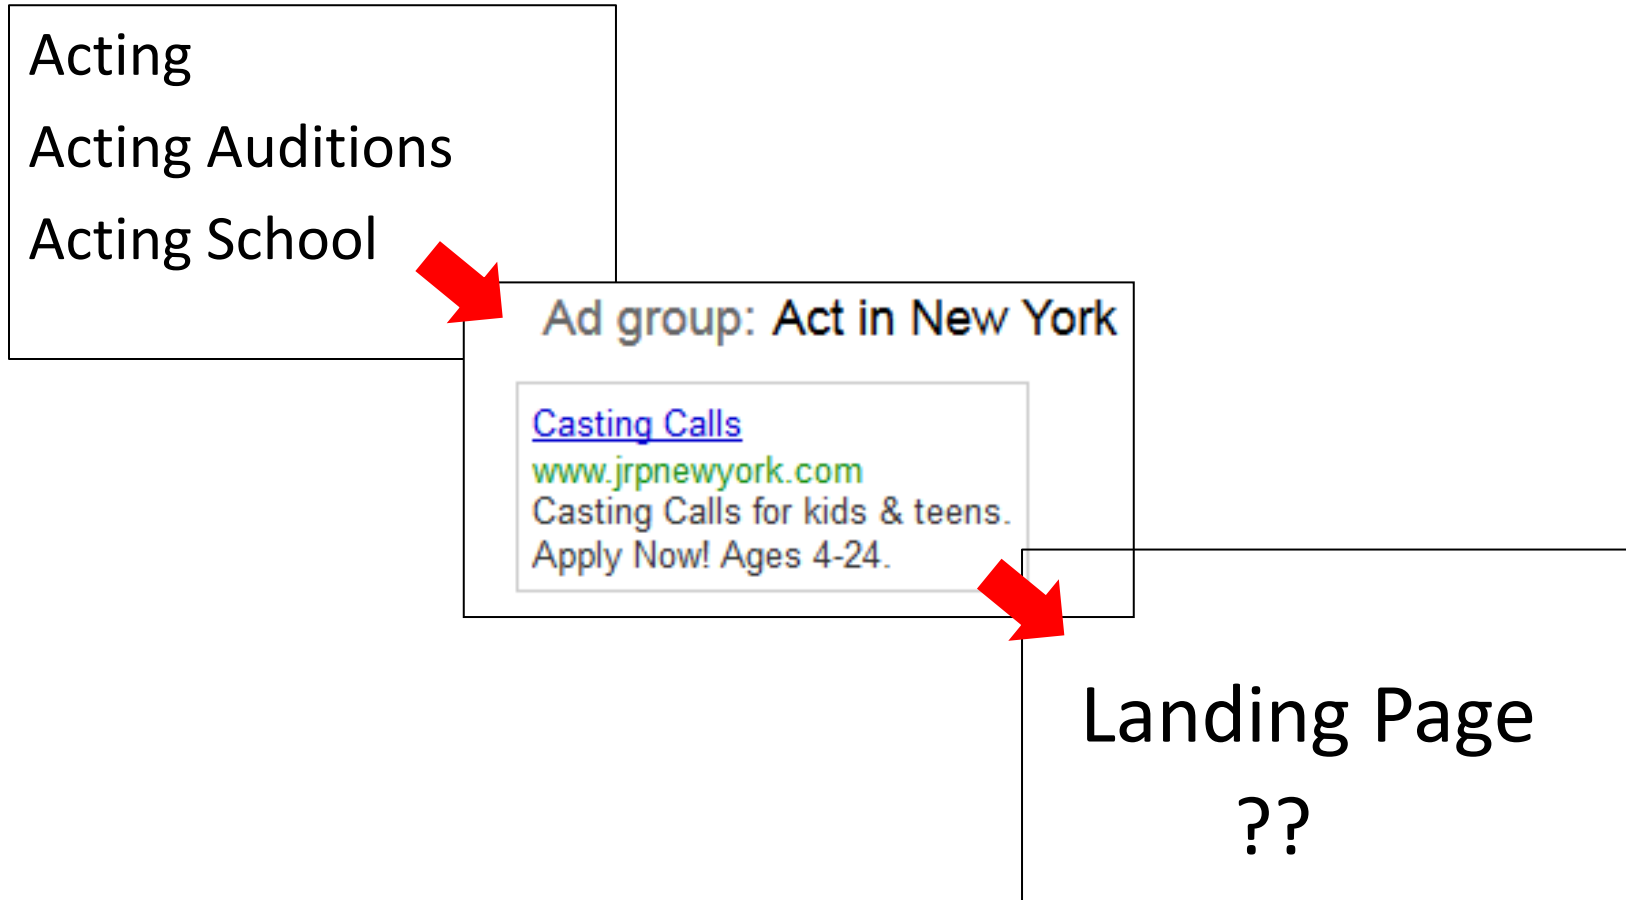 Acting
Acting Auditions
Acting School
Ad group: Act in New York
Casting Calls
www.jrpnewyork.com
Casting Calls for kids & teens.
Apply Now! Ages 4-24.
Landing Page
??